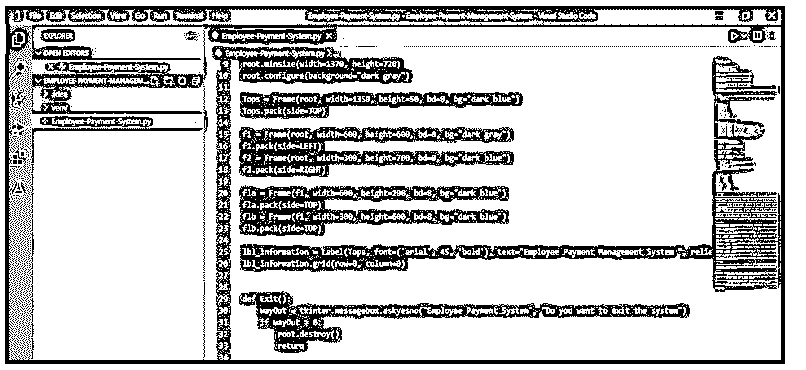 File Edit Selection View Go Run Terminal Help
Employee-Payment-System.py - Employee-Payment-Management-System - Visual Studio Code
EXPLORER
OPEN EDITORS
Employee-Payment-System.py
EMPLOYEE-PAYMENT-MANAGEM...
.idea
venv
Employee-Payment-System.py
Employee-Payment-System.py
Employee-Payment-System.py
9 root.minsize(width=1370, height=720)
10 root.configure(background="dark gray")
11
12 Tops = Frame(root, width=1350, height=50, bd=8, bg="dark blue")
13 Tops.pack(side=TOP)
14
15 f1 = Frame(root, width=600, height=600, bd=8, bg="dark gray")
16 f1.pack(side=LEFT)
17 f2 = Frame(root, width=300, height=700, bd=8, bg="dark blue")
18 f2.pack(side=RIGHT)
19
20 f1a = Frame(f1, width=600, height=200, bd=8, bg="dark blue")
21 f1a.pack(side=TOP)
22 f1b = Frame(f1, width=300, height=600, bd=8, bg="dark blue")
23 f1b.pack(side=TOP)
24
25 lbl_information = Label(Tops, font=('arial', 45, 'bold'), text="Employee Payment Management System", relie
26 lbl_information.grid(row=0, column=0)
27
28
29 def Exit():
30 wayOut = tkinter.messagebox.askyesno("Employee Payment System", "Do you want to exit the system")
31 if wayOut > 0:
32 root.destroy()
33 return